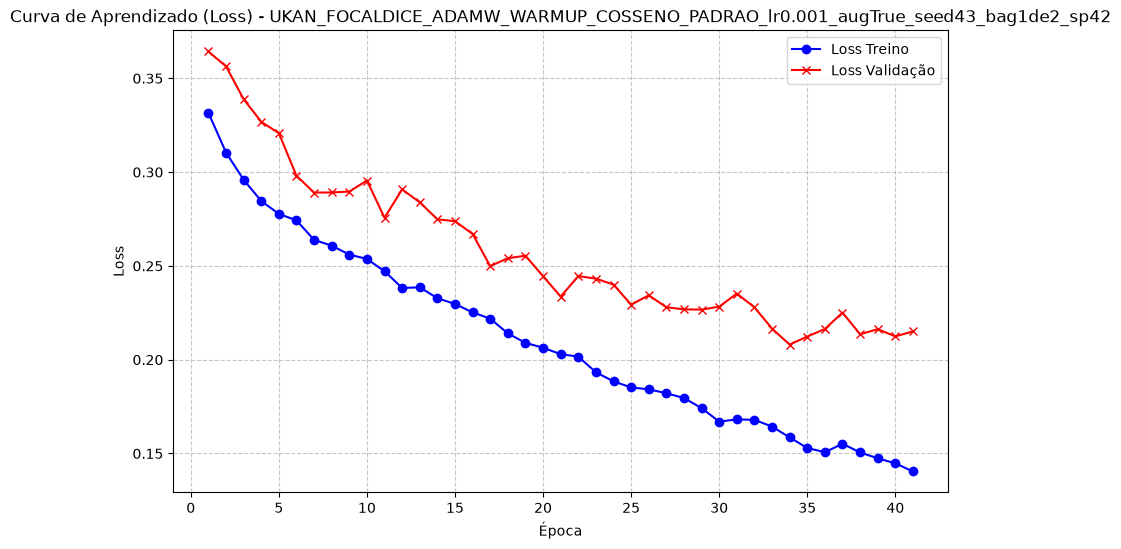 Curva de Aprendizado (Loss) - UKAN_FOCALDICE_ADAMW_WARMUP_COSSENO_PADRAO_lr0.001_augTrue_seed43_bag1de2_sp42
Loss Treino
Loss Validação
0.35
0.30
0.25
0.20
0.15
Loss
0 5 10 15 20 25 30 35 40
Época